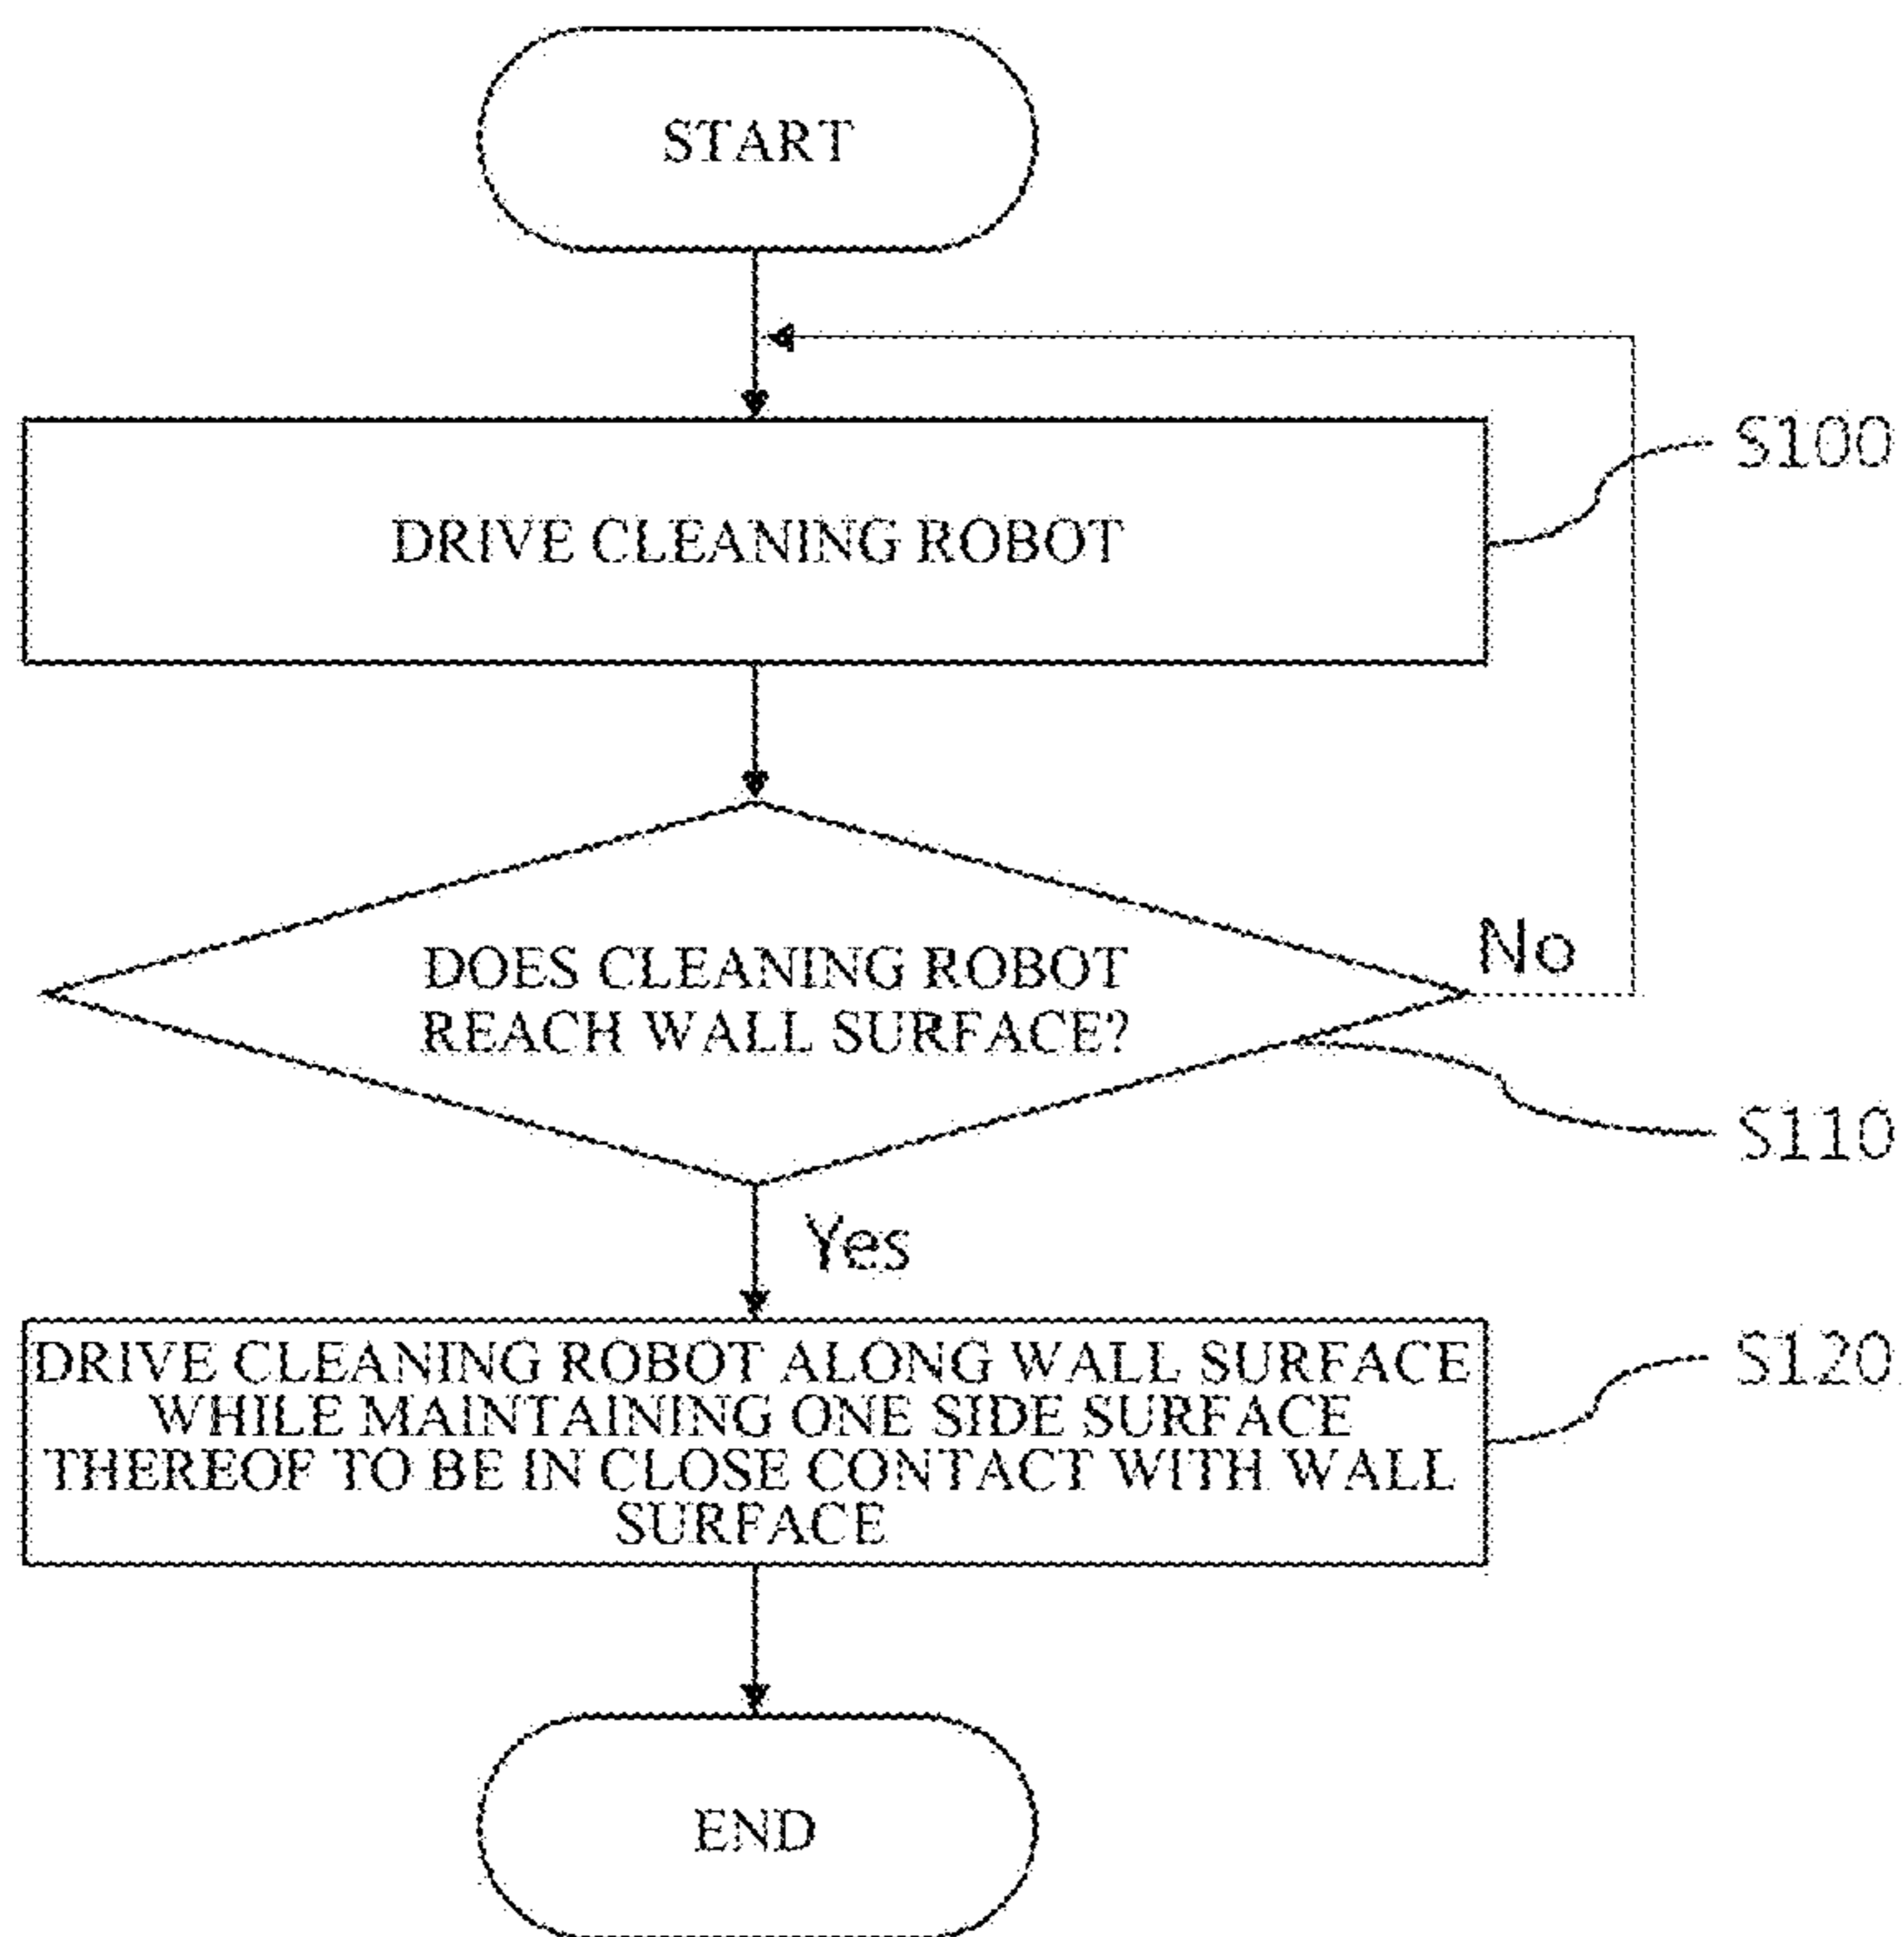 START
S100
DRIVE CLEANING ROBOT
No
DOES CLEANING ROBOT
REACH WALL SURFACE?
S110
Yes
S120
DRIVE CLEANING ROBOT ALONG WALL SURFACE
WHILE MAINTAINING ONE SIDE SURFACE
THEREOF TO BE IN CLOSE CONTACT WITH WALL
SURFACE
END